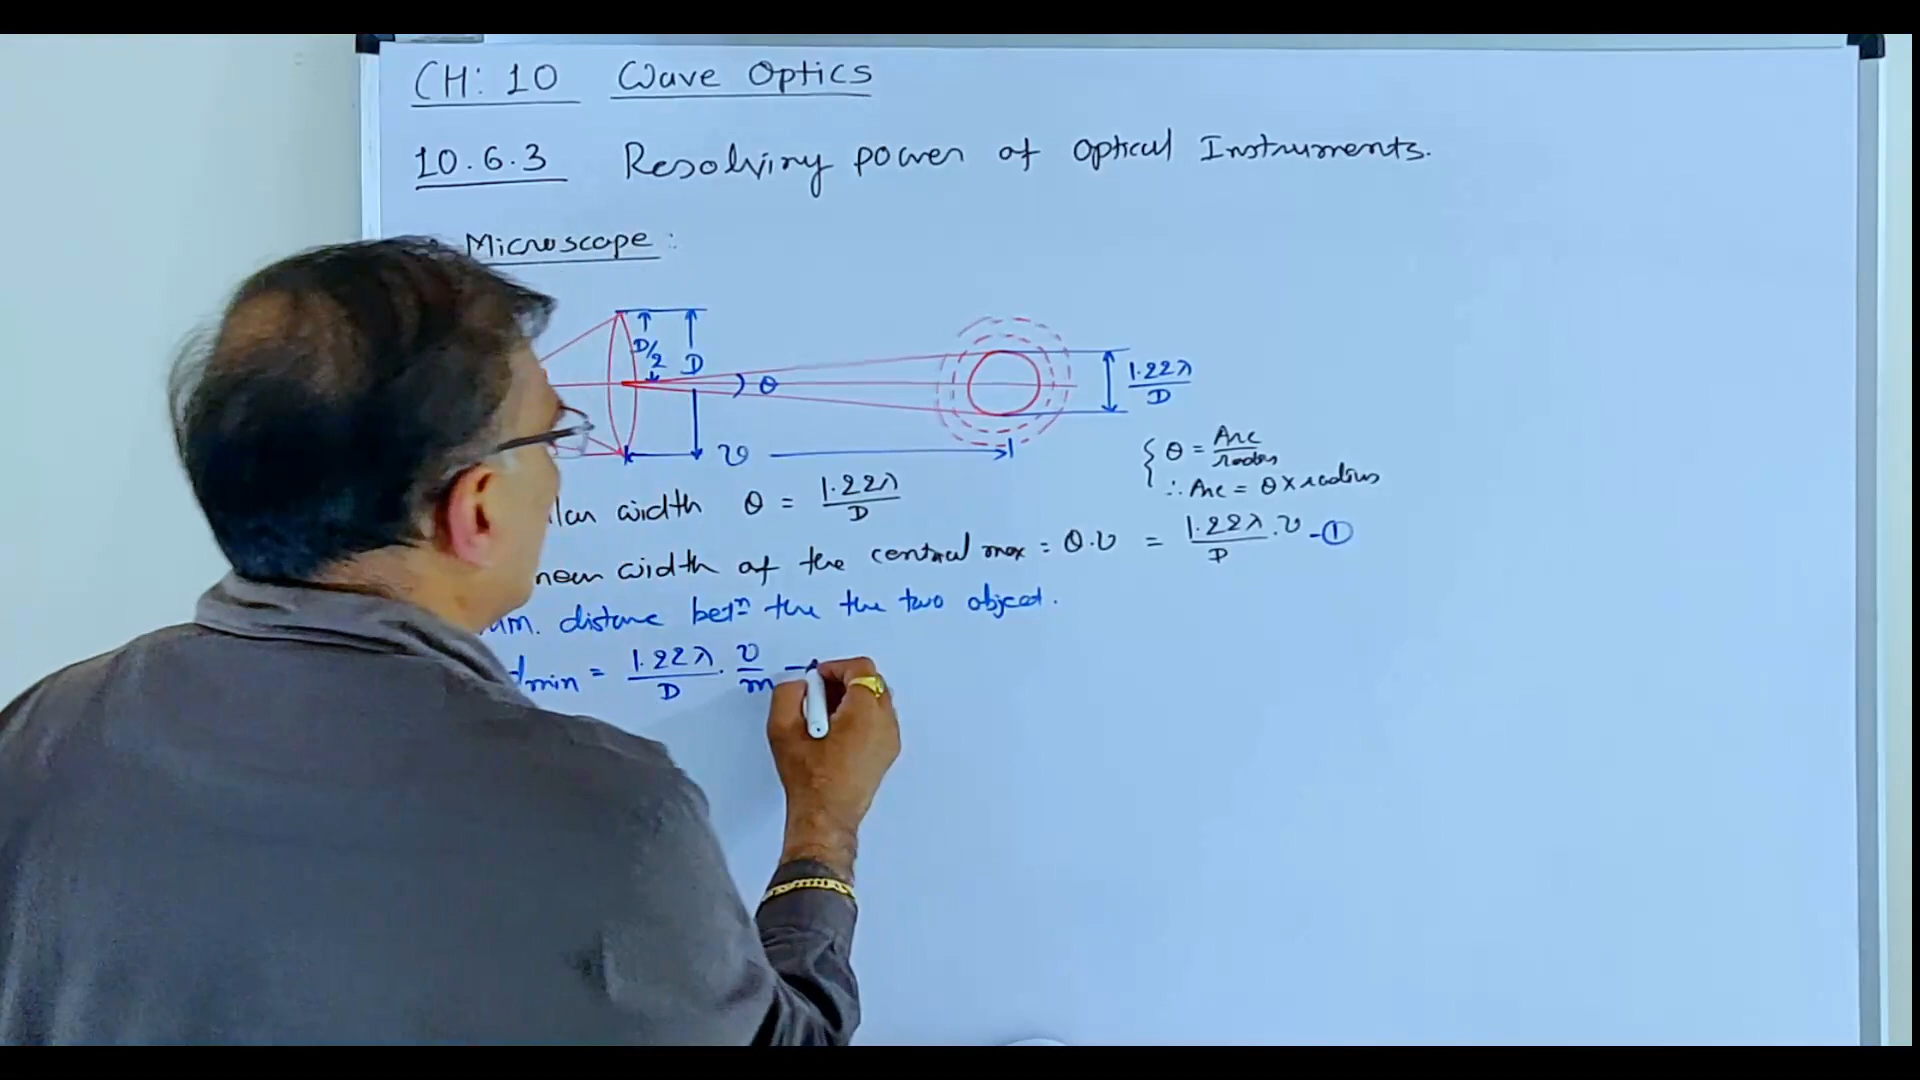 CH: 10 Wave Optics
10.6.3 Resolving power of optical Instruments.
Microscope:
D/2
D
θ
1.22λ/D
v
{ θ = Arc/radius
∴ Arc = θ × radius
width θ = 1.22λ/D
width of the central max = θ.v = 1.22λ/D . v - ①
distance betⁿ the the two object.
min = 1.22λ/D . v/m